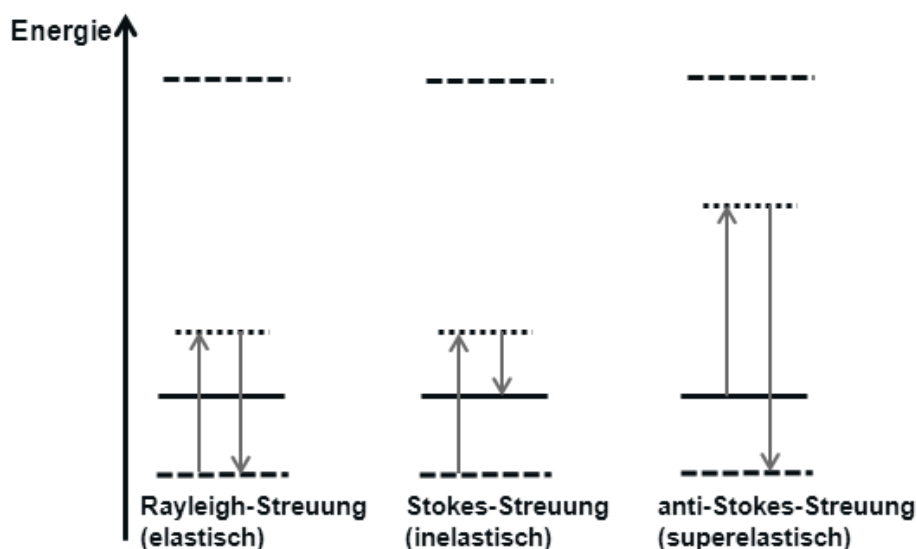 Energie
Rayleigh-Streuung
(elastisch)
Stokes-Streuung
(inelastisch)
anti-Stokes-Streuung
(superelastisch)